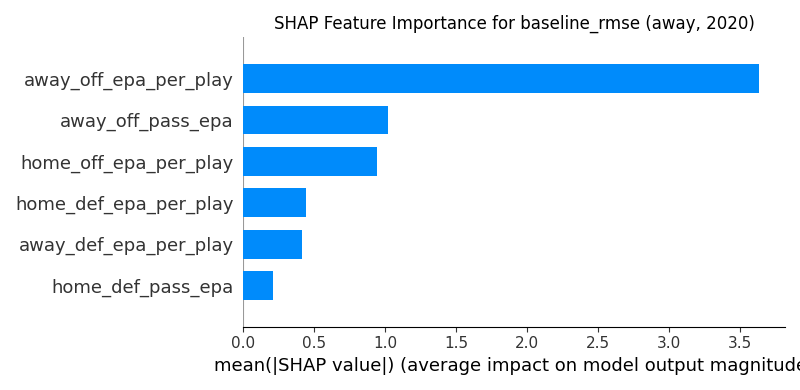 SHAP Feature Importance for baseline_rmse (away, 2020)
away_off_epa_per_play
away_off_pass_epa
home_off_epa_per_play
home_def_epa_per_play
away_def_epa_per_play
home_def_pass_epa
0.0 0.5 1.0 1.5 2.0 2.5 3.0 3.5
mean(|SHAP value|) (average impact on model output magnitude